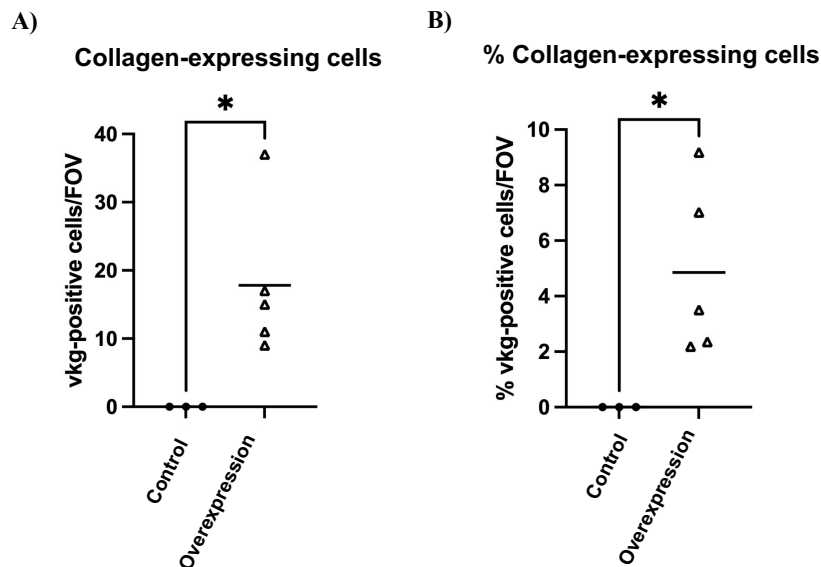 A)
Collagen-expressing cells
*
vkg-positive cells/FOV
40
30
20
10
0
Control
Overexpression
B)
% Collagen-expressing cells
*
% vkg-positive cells/FOV
10
8
6
4
2
0
Control
Overexpression